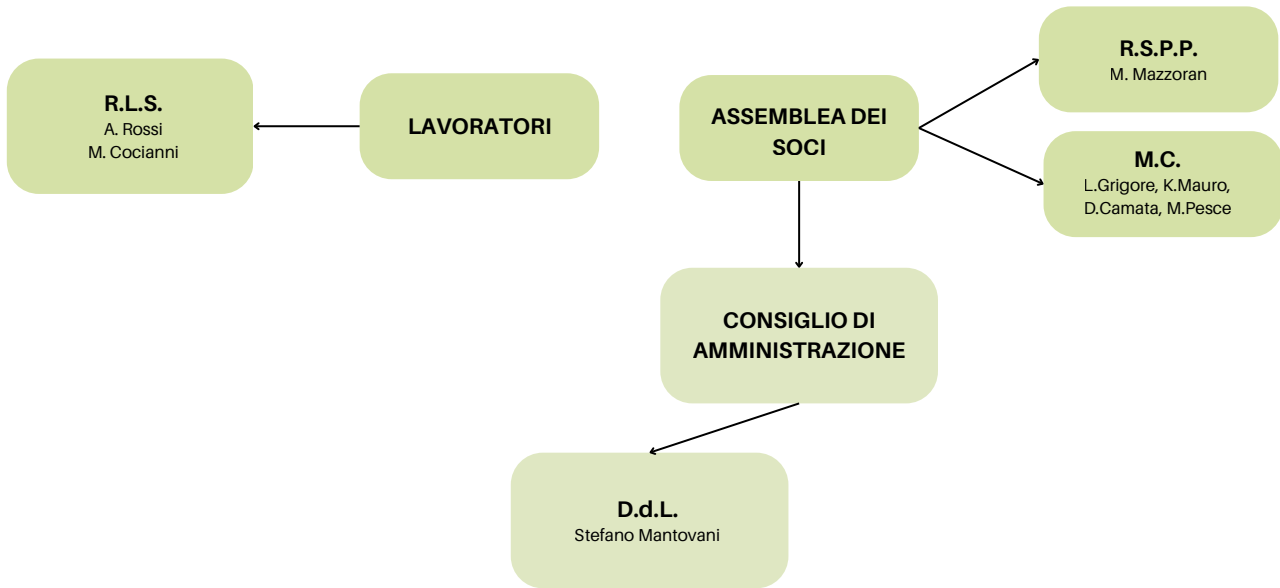 R.L.S.
A. Rossi
M. Cocianni
LAVORATORI
ASSEMBLEA DEI
SOCI
R.S.P.P.
M. Mazzoran
M.C.
L.Grigore, K.Mauro,
D.Camata, M.Pesce
CONSIGLIO DI
AMMINISTRAZIONE
D.d.L.
Stefano Mantovani